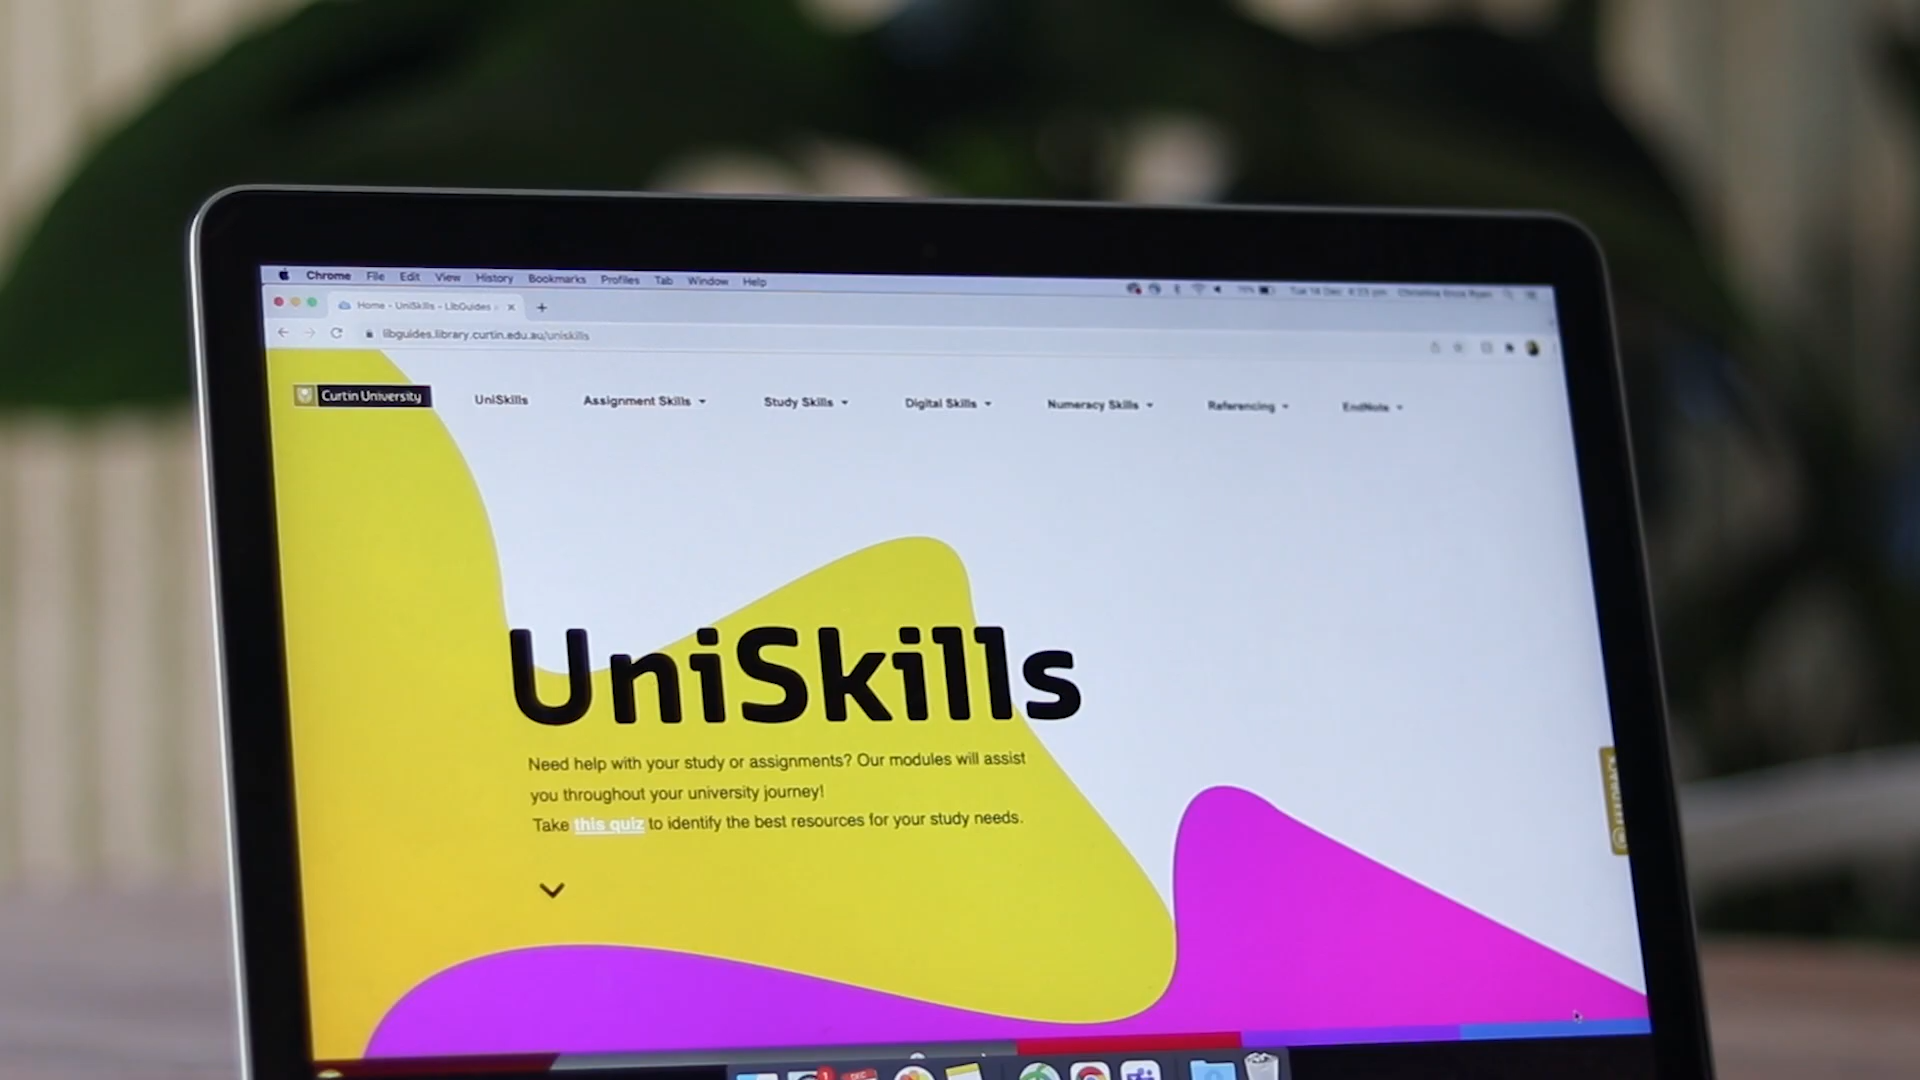 Chrome File Edit View History Bookmarks Profiles Tab Window Help
Home - UniSkills - LibGuides
libguides.library.curtin.edu.au/uniskills
Curtin University UniSkills Assignment Skills Study Skills Digital Skills Numeracy Skills Referencing EndNote
UniSkills
Need help with your study or assignments? Our modules will assist
you throughout your university journey!
Take this quiz to identify the best resources for your study needs.
FEEDBACK